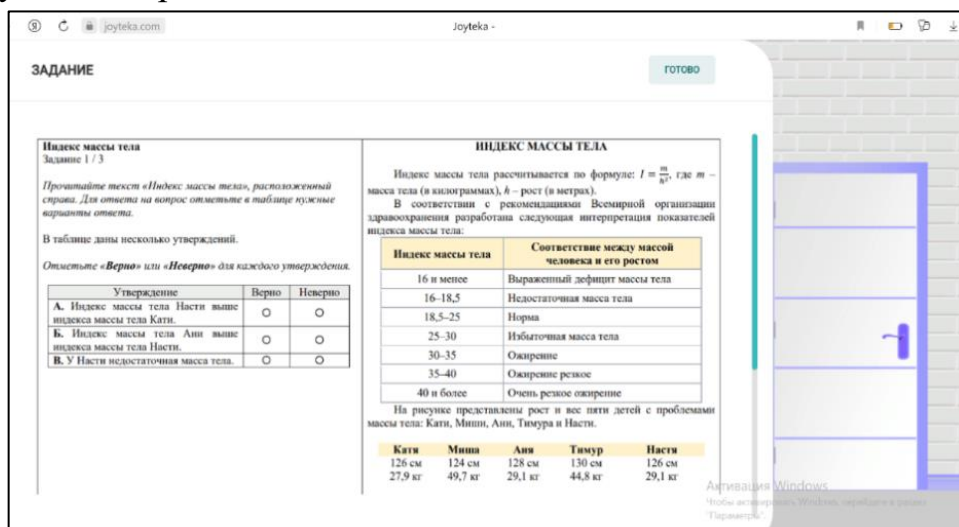 joyteka.com
Joyteka -
ЗАДАНИЕ
ГОТОВО
Индекс массы тела
Задание 1 / 3
Прочитайте текст «Индекс массы тела», расположенный
справа. Для ответа на вопрос отметьте в таблице нужные
варианты ответа.
В таблице даны несколько утверждений.
Отметьте «Верно» или «Неверно» для каждого утверждения.
Утверждение Верно Неверно
А. Индекс массы тела Насти выше
индекса массы тела Кати.
Б. Индекс массы тела Ани выше
индекса массы тела Насти.
В. У Насти недостаточная масса тела.
ИНДЕКС МАССЫ ТЕЛА
Индекс массы тела рассчитывается по формуле: I = m/h², где m –
масса тела (в килограммах), h – рост (в метрах).
В соответствии с рекомендациями Всемирной организации
здравоохранения разработана следующая интерпретация показателей
индекса массы тела:
Индекс массы тела Соответствие между массой
человека и его ростом
16 и менее Выраженный дефицит массы тела
16–18,5 Недостаточная масса тела
18,5–25 Норма
25–30 Избыточная масса тела
30–35 Ожирение
35–40 Ожирение резкое
40 и более Очень резкое ожирение
На рисунке представлены рост и вес пяти детей с проблемами
массы тела: Кати, Миши, Ани, Тимура и Насти.
Катя Миша Аня Тимур Настя
126 см 124 см 128 см 130 см 126 см
27,9 кг 49,7 кг 29,1 кг 44,8 кг 29,1 кг
Активация Windows
Чтобы активировать Windows, перейдите в раздел
"Параметры".